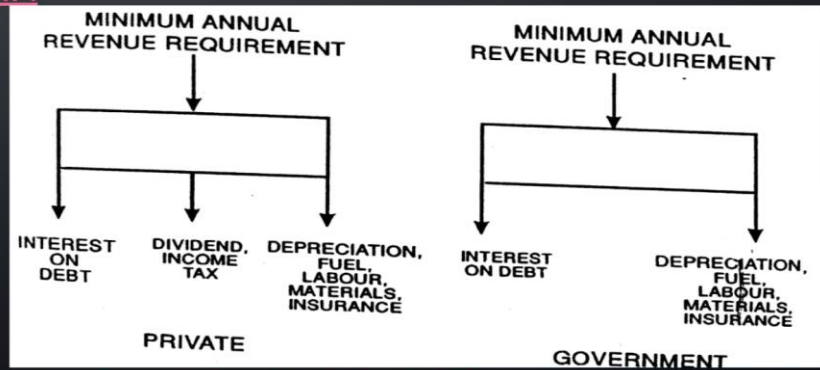 MINIMUM ANNUAL
REVENUE REQUIREMENT
INTEREST
ON
DEBT
DIVIDEND,
INCOME
TAX
DEPRECIATION,
FUEL,
LABOUR,
MATERIALS,
INSURANCE
PRIVATE
MINIMUM ANNUAL
REVENUE REQUIREMENT
INTEREST
ON DEBT
DEPRECIATION,
FUEL,
LABOUR,
MATERIALS,
INSURANCE
GOVERNMENT